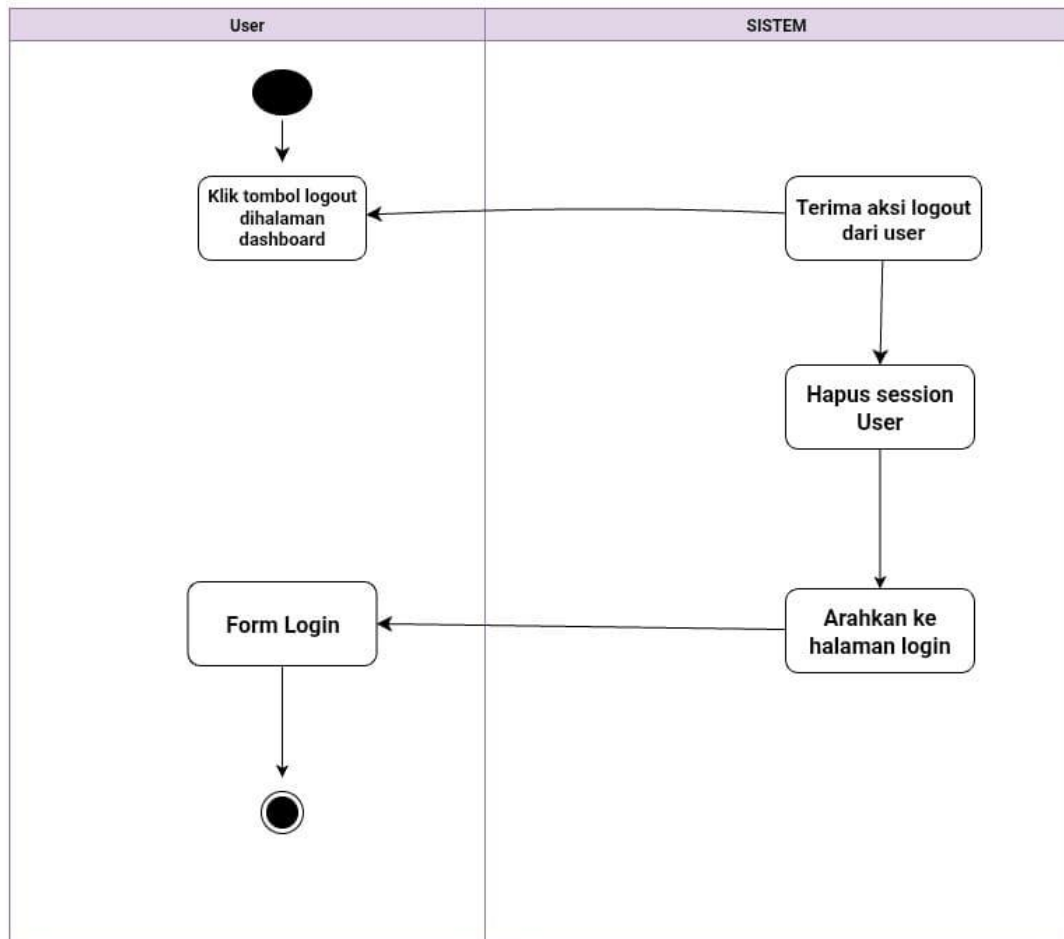 User
SISTEM
Klik tombol logout
dihalaman
dashboard
Terima aksi logout
dari user
Hapus session
User
Arahkan ke
halaman login
Form Login